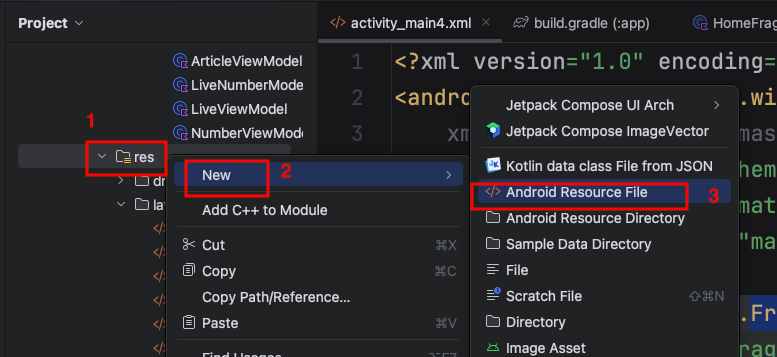 Project
activity_main4.xml
build.gradle (:app)
HomeFrag
ArticleViewModel
LiveNumberMode
LiveViewModel
NumberViewMode
1
res
dr
la
1
2
3
<?xml version="1.0" encoding=
<andro
.wi
xm
mas
hem
mat
"ma
.Fr
rag
New
2
Add C++ to Module
Cut ⌘X
Copy ⌘C
Copy Path/Reference...
Paste ⌘V
Find Usages
Jetpack Compose UI Arch
Jetpack Compose ImageVector
Kotlin data class File from JSON
Android Resource File
3
Android Resource Directory
Sample Data Directory
File
Scratch File ⇧⌘N
Directory
Image Asset